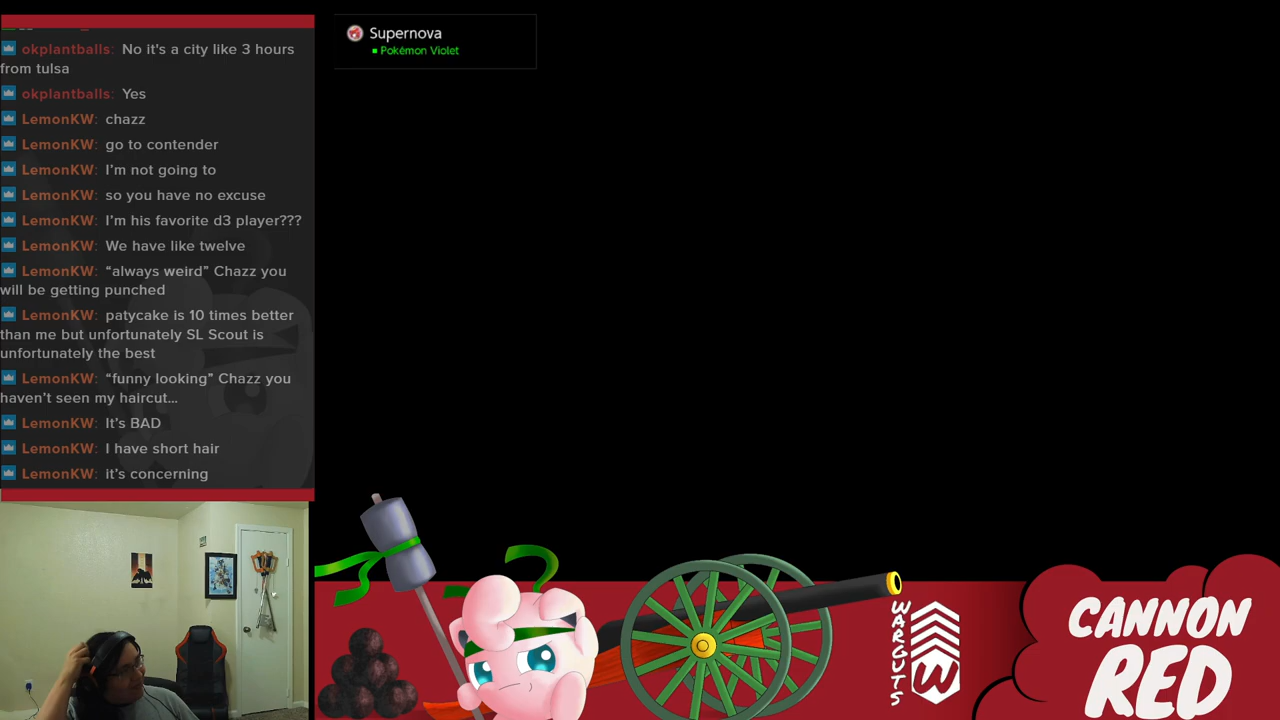 okplantballs: No it's a city like 3 hours
from tulsa
okplantballs: Yes
LemonKW: chazz
LemonKW: go to contender
LemonKW: I'm not going to
LemonKW: so you have no excuse
LemonKW: I'm his favorite d3 player???
LemonKW: We have like twelve
LemonKW: “always weird” Chazz you
will be getting punched
LemonKW: patycake is 10 times better
than me but unfortunately SL Scout is
unfortunately the best
LemonKW: “funny looking” Chazz you
haven't seen my haircut...
LemonKW: It's BAD
LemonKW: I have short hair
LemonKW: it's concerning
Supernova
Pokémon Violet
WARGUTS
W
CANNON
RED